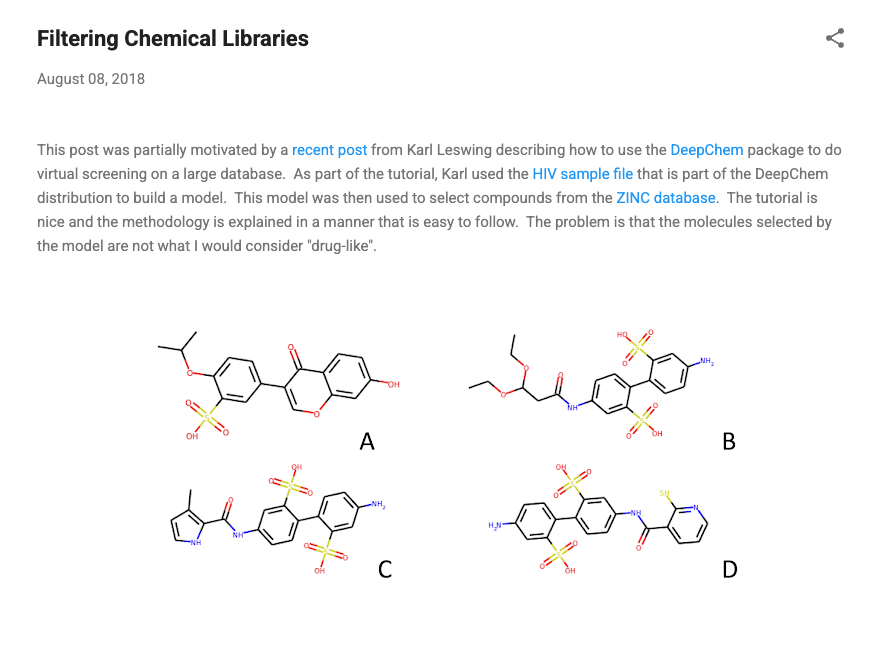 Filtering Chemical Libraries
August 08, 2018
This post was partially motivated by a recent post from Karl Leswing describing how to use the DeepChem package to do
virtual screening on a large database.  As part of the tutorial, Karl used the HIV sample file that is part of the DeepChem
distribution to build a model.  This model was then used to select compounds from the ZINC database.  The tutorial is
nice and the methodology is explained in a manner that is easy to follow.  The problem is that the molecules selected by
the model are not what I would consider "drug-like".
O
O
OH
O
S
O
O
OH
O
A
HO
O
S
O
NH₂
O
O
O
NH
O
S
O
OH
B
OH
O
S
O
O
NH
NH
NH₂
O
S
O
OH
C
OH
O
S
O
SH
N
NH
H₂N
O
O
S
O
OH
D